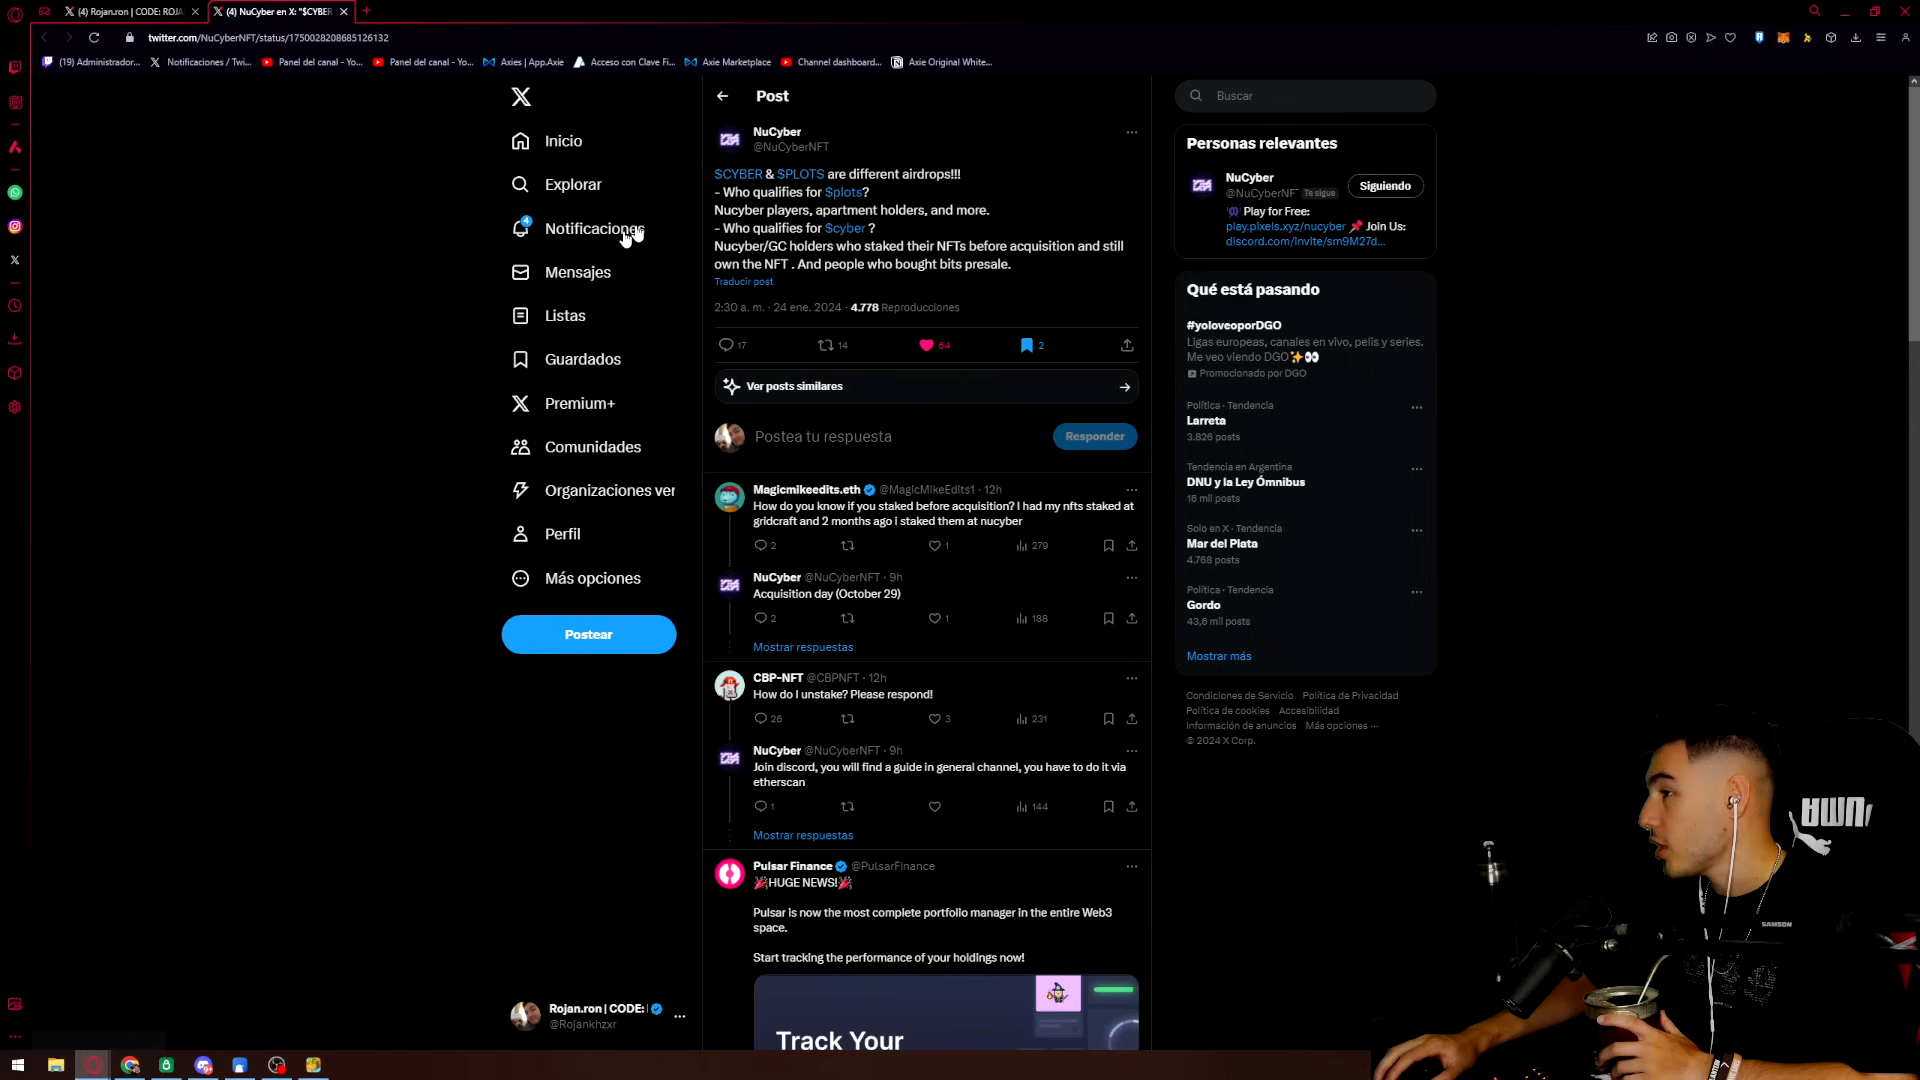 (4) Rojan.ron | CODE: ROJA
(4) NuCyber en X: "$CYBER
twitter.com/NuCyberNFT/status/1750028208685126132
(19) Administrador...
Notificaciones / Twi...
Panel del canal - Yo...
Panel del canal - Yo...
Axies | App.Axie
Acceso con Clave Fi...
Axie Marketplace
Channel dashboard...
Axie Original White...
Inicio
Explorar
4
Notificaciones
Mensajes
Listas
Guardados
Premium+
Comunidades
Organizaciones ver
Perfil
Más opciones
Postear
Rojan.ron | CODE:
@Rojankhzxr
Post
NuCyber
@NuCyberNFT
$CYBER & $PLOTS are different airdrops!!!
- Who qualifies for $plots?
Nucyber players, apartment holders, and more.
- Who qualifies for $cyber ?
Nucyber/GC holders who staked their NFTs before acquisition and still
own the NFT . And people who bought bits presale.
Traducir post
2:30 a. m. · 24 ene. 2024 · 4.778 Reproducciones
17 14 64 2
Ver posts similares
Postea tu respuesta
Responder
Magicmikeedits.eth @MagicMikeEdits1 · 12h
How do you know if you staked before acquisition? I had my nfts staked at
gridcraft and 2 months ago i staked them at nucyber
2 1 279
NuCyber @NuCyberNFT · 9h
Acquisition day (October 29)
2 1 188
Mostrar respuestas
CBP-NFT @CBPNFT · 12h
How do I unstake? Please respond!
26 3 231
NuCyber @NuCyberNFT · 9h
Join discord, you will find a guide in general channel, you have to do it via
etherscan
1 144
Mostrar respuestas
Pulsar Finance @PulsarFinance
HUGE NEWS!
Pulsar is now the most complete portfolio manager in the entire Web3
space.
Start tracking the performance of your holdings now!
Track Your
Buscar
Personas relevantes
NuCyber
@NuCyberNF Te sigue
Siguiendo
Play for Free:
play.pixels.xyz/nucyber Join Us:
discord.com/invite/sm9M27d...
Qué está pasando
#yoloveoporDGO
Ligas europeas, canales en vivo, pelis y series.
Me veo viendo DGO
Promocionado por DGO
Política · Tendencia
Larreta
3.826 posts
Tendencia en Argentina
DNU y la Ley Ómnibus
16 mil posts
Solo en X · Tendencia
Mar del Plata
4.768 posts
Política · Tendencia
Gordo
43,6 mil posts
Mostrar más
Condiciones de Servicio Política de Privacidad
Política de cookies Accesibilidad
Información de anuncios Más opciones ···
© 2024 X Corp.
SAMSON